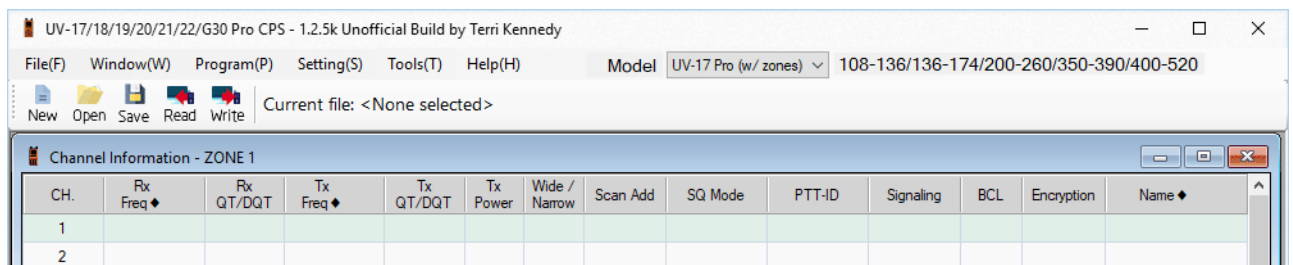 UV-17/18/19/20/21/22/G30 Pro CPS - 1.2.5k Unofficial Build by Terri Kennedy
File(F) Window(W) Program(P) Setting(S) Tools(T) Help(H) Model UV-17 Pro (w/ zones) 108-136/136-174/200-260/350-390/400-520
New Open Save Read Write Current file: <None selected>
Channel Information - ZONE 1
CH. Rx Freq◆ Rx QT/DQT Tx Freq◆ Tx QT/DQT Tx Power Wide / Narrow Scan Add SQ Mode PTT-ID Signaling BCL Encryption Name◆
1
2